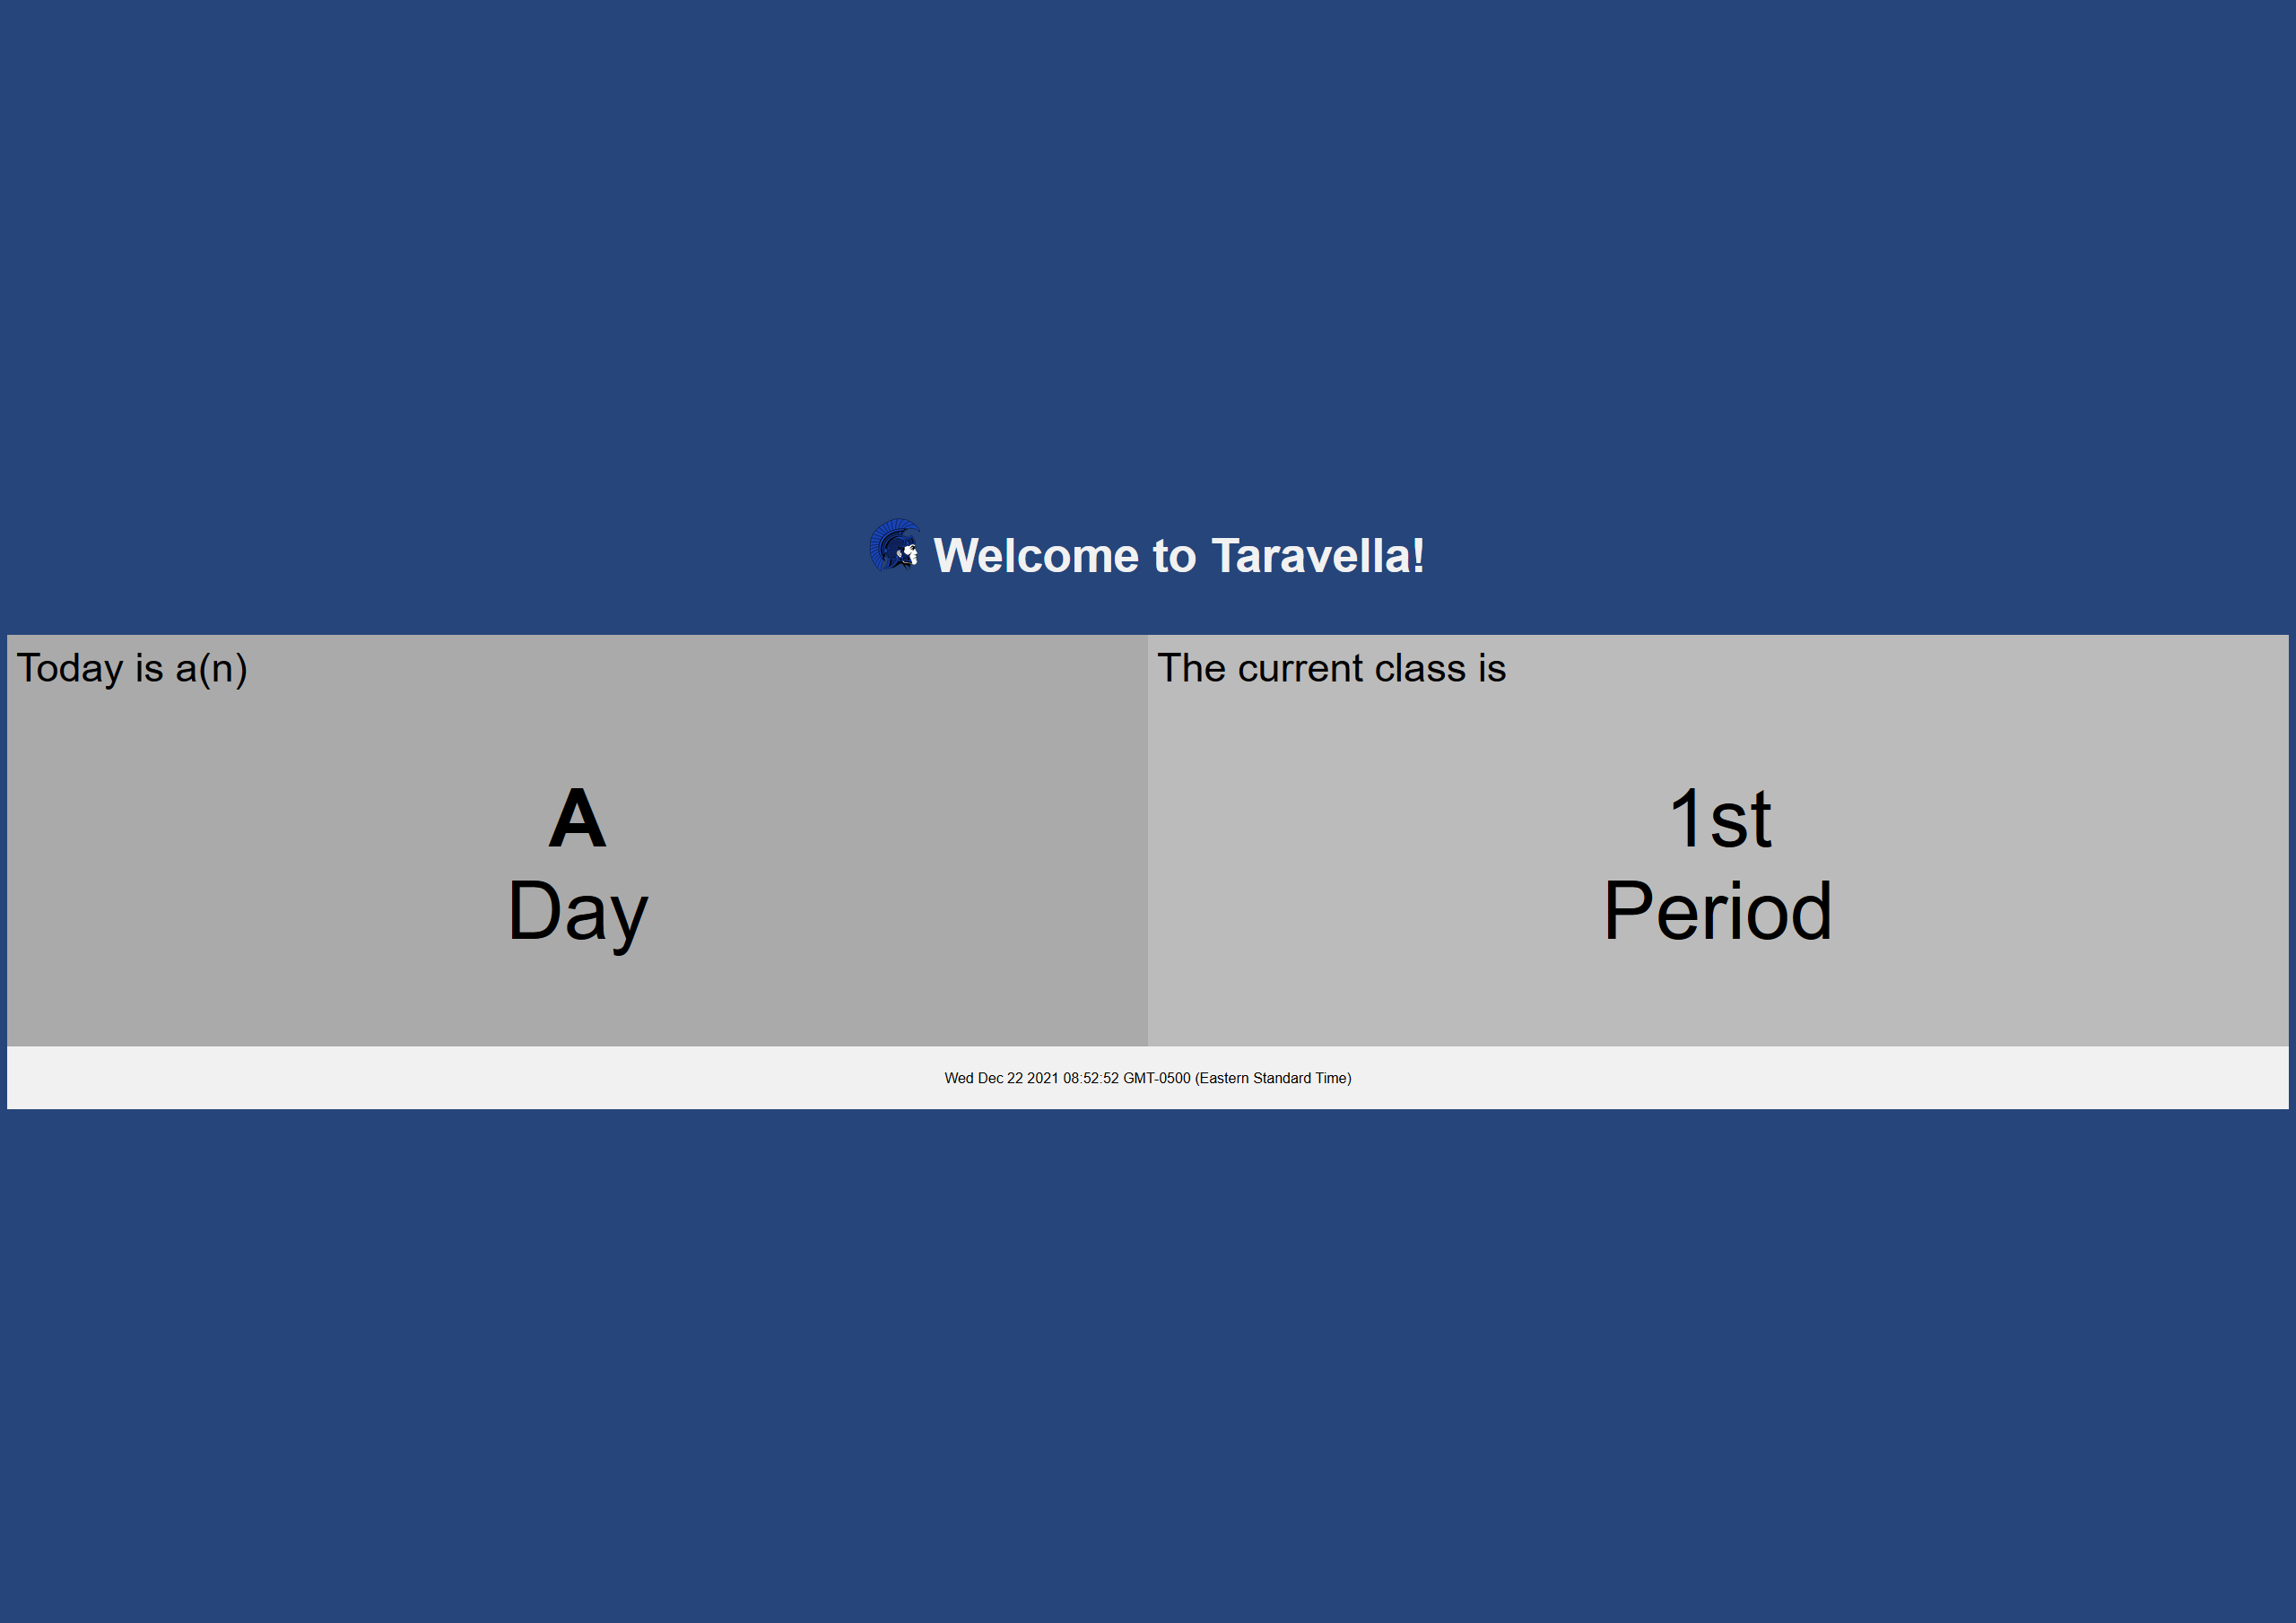 Welcome to Taravella!
Today is a(n)
A
Day
The current class is
1st
Period
Wed Dec 22 2021 08:52:52 GMT-0500 (Eastern Standard Time)